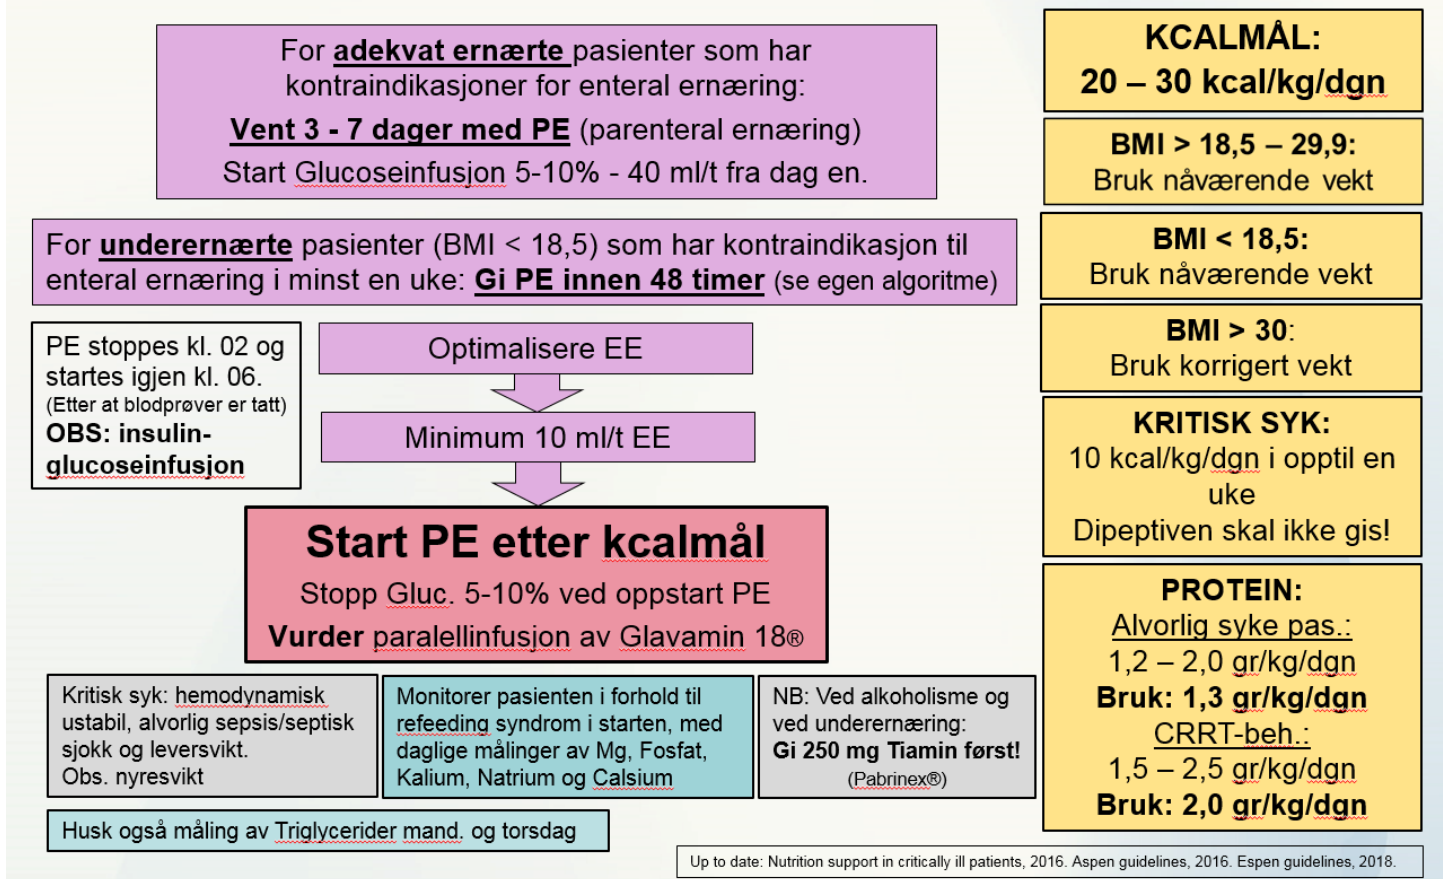 For adekvat ernærte pasienter som har
kontraindikasjoner for enteral ernæring:
Vent 3 - 7 dager med PE (parenteral ernæring)
Start Glucoseinfusjon 5-10% - 40 ml/t fra dag en.
For underernærte pasienter (BMI < 18,5) som har kontraindikasjon til
enteral ernæring i minst en uke: Gi PE innen 48 timer (se egen algoritme)
PE stoppes kl. 02 og
startes igjen kl. 06.
(Etter at blodprøver er tatt)
OBS: insulin-
glucoseinfusjon
Optimalisere EE
Minimum 10 ml/t EE
Start PE etter kcalmål
Stopp Gluc. 5-10% ved oppstart PE
Vurder paralellinfusjon av Glavamin 18®
Kritisk syk: hemodynamisk
ustabil, alvorlig sepsis/septisk
sjokk og leversvikt.
Obs. nyresvikt
Monitorer pasienten i forhold til
refeeding syndrom i starten, med
daglige målinger av Mg, Fosfat,
Kalium, Natrium og Calsium
NB: Ved alkoholisme og
ved underernæring:
Gi 250 mg Tiamin først!
(Pabrinex®)
Husk også måling av Triglycerider mand. og torsdag
KCALMÅL:
20 – 30 kcal/kg/dgn
BMI > 18,5 – 29,9:
Bruk nåværende vekt
BMI < 18,5:
Bruk nåværende vekt
BMI > 30:
Bruk korrigert vekt
KRITISK SYK:
10 kcal/kg/dgn i opptil en
uke
Dipeptiven skal ikke gis!
PROTEIN:
Alvorlig syke pas.:
1,2 – 2,0 gr/kg/dgn
Bruk: 1,3 gr/kg/dgn
CRRT-beh.:
1,5 – 2,5 gr/kg/dgn
Bruk: 2,0 gr/kg/dgn
Up to date: Nutrition support in critically ill patients, 2016. Aspen guidelines, 2016. Espen guidelines, 2018.